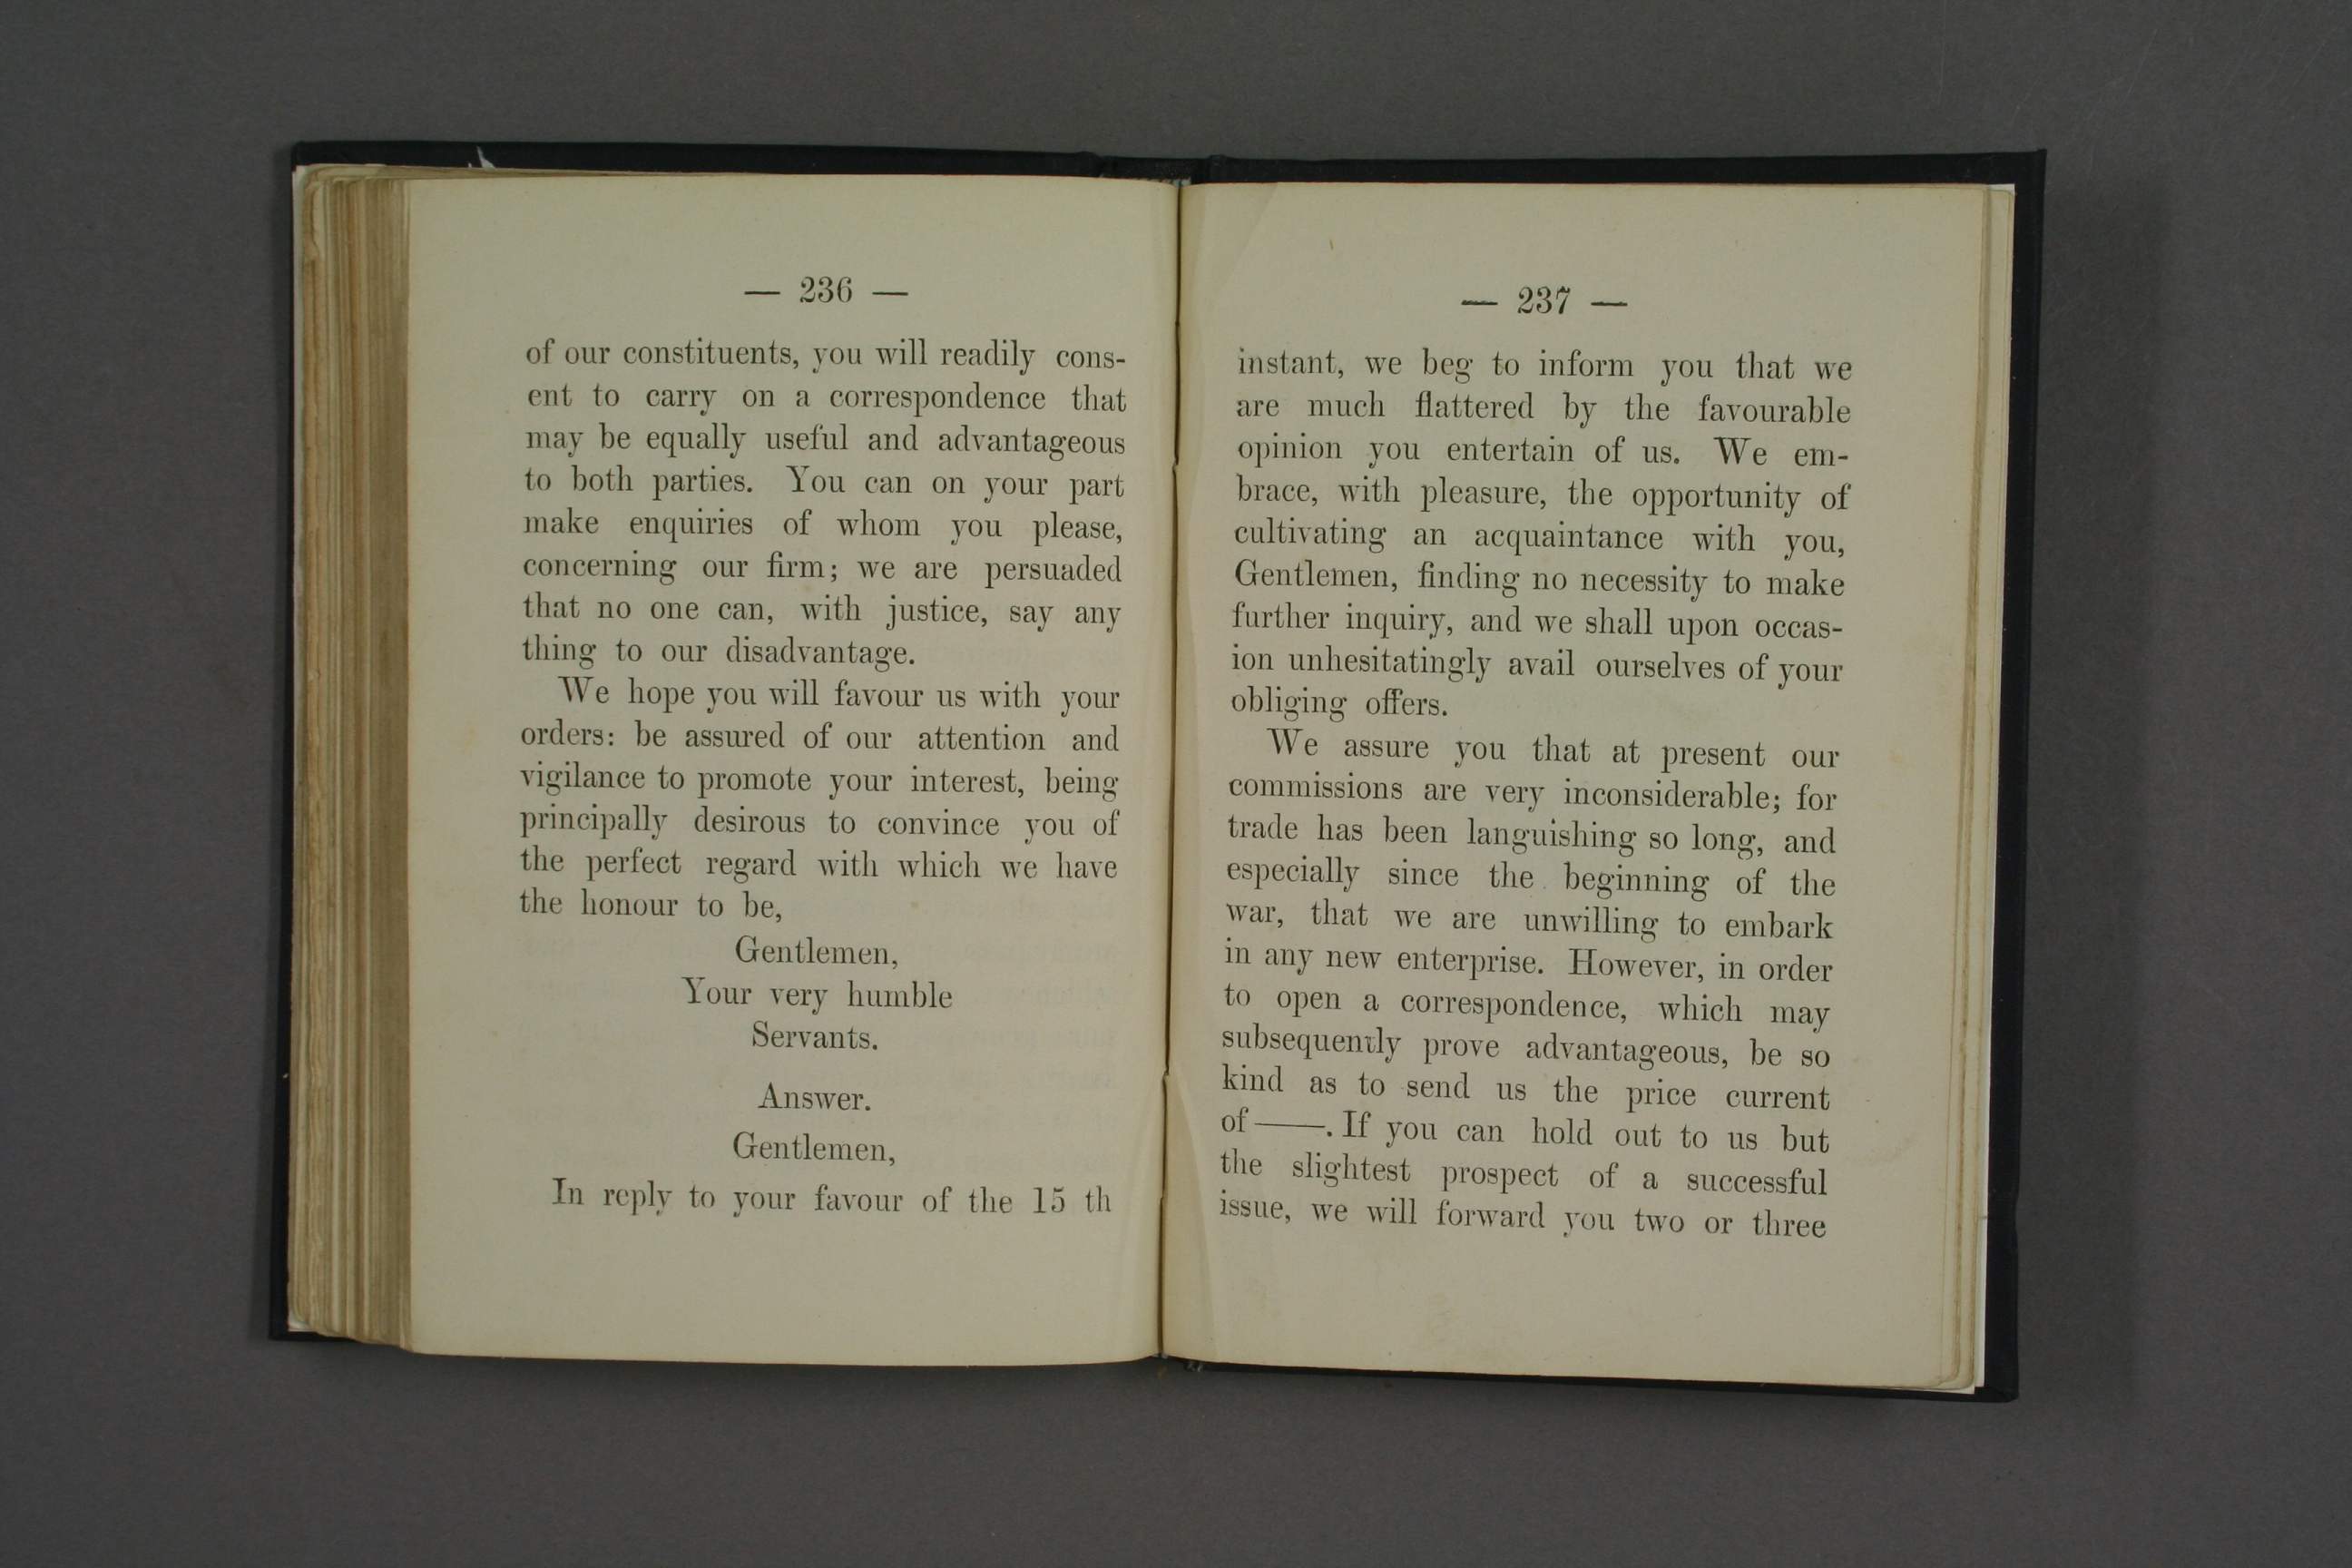 — 236 —
of our constituents, you will readily cons-
ent to carry on a correspondence that
may be equally useful and advantageous
to both parties. You can on your part
make enquiries of whom you please,
concerning our firm; we are persuaded
that no one can, with justice, say any
thing to our disadvantage.
We hope you will favour us with your
orders: be assured of our attention and
vigilance to promote your interest, being
principally desirous to convince you of
the perfect regard with which we have
the honour to be,
Gentlemen,
Your very humble
Servants.
Answer.
Gentlemen,
In reply to your favour of the 15 th
— 237 —
instant, we beg to inform you that we
are much flattered by the favourable
opinion you entertain of us. We em-
brace, with pleasure, the opportunity of
cultivating an acquaintance with you,
Gentlemen, finding no necessity to make
further inquiry, and we shall upon occas-
ion unhesitatingly avail ourselves of your
obliging offers.
We assure you that at present our
commissions are very inconsiderable; for
trade has been languishing so long, and
especially since the beginning of the
war, that we are unwilling to embark
in any new enterprise. However, in order
to open a correspondence, which may
subsequently prove advantageous, be so
kind as to send us the price current
of ——. If you can hold out to us but
the slightest prospect of a successful
issue, we will forward you two or three